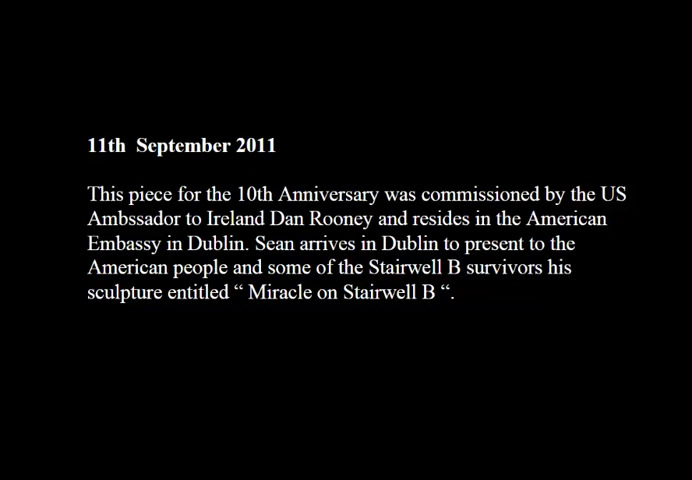 11th  September 2011
This piece for the 10th Anniversary was commissioned by the US
Ambssador to Ireland Dan Rooney and resides in the American
Embassy in Dublin. Sean arrives in Dublin to present to the
American people and some of the Stairwell B survivors his
sculpture entitled “ Miracle on Stairwell B “.